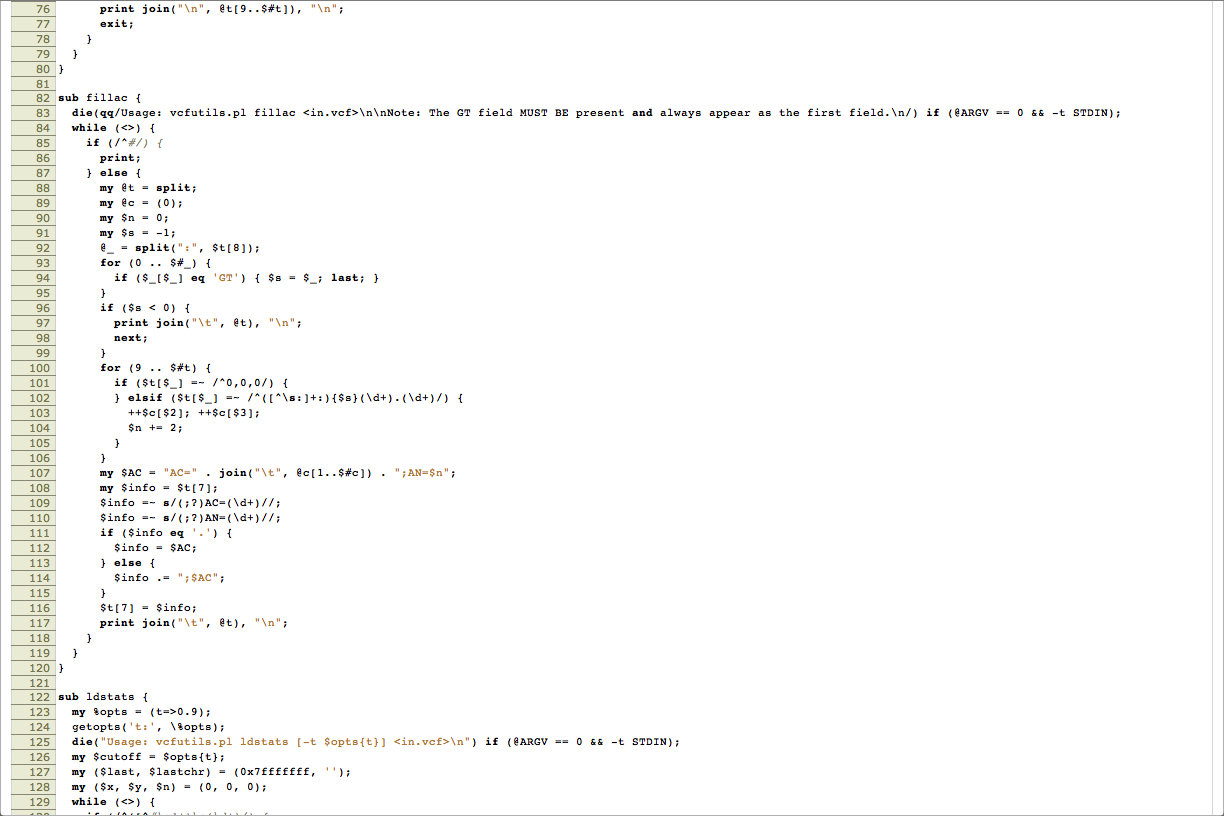 76 print join("\n", @t[9..$#t]), "\n";
77 exit;
78 }
79 }
80 }
81
82 sub fillac {
83 die(qq/Usage: vcfutils.pl fillac <in.vcf>\n\nNote: The GT field MUST BE present and always appear as the first field.\n/) if (@ARGV == 0 && -t STDIN);
84 while (<>) {
85 if (/^#/) {
86 print;
87 } else {
88 my @t = split;
89 my @c = (0);
90 my $n = 0;
91 my $s = -1;
92 @_ = split(":", $t[8]);
93 for (0 .. $#_) {
94 if ($_[$_] eq 'GT') { $s = $_; last; }
95 }
96 if ($s < 0) {
97 print join("\t", @t), "\n";
98 next;
99 }
100 for (9 .. $#t) {
101 if ($t[$_] =~ /^0,0,0/) {
102 } elsif ($t[$_] =~ /^([^\s:]+:){$s}(\d+).(\d+)/) {
103 ++$c[$2]; ++$c[$3];
104 $n += 2;
105 }
106 }
107 my $AC = "AC=" . join("\t", @c[1..$#c]) . ";AN=$n";
108 my $info = $t[7];
109 $info =~ s/(;?)AC=(\d+)//;
110 $info =~ s/(;?)AN=(\d+)//;
111 if ($info eq '.') {
112 $info = $AC;
113 } else {
114 $info .= ";$AC";
115 }
116 $t[7] = $info;
117 print join("\t", @t), "\n";
118 }
119 }
120 }
121
122 sub ldstats {
123 my %opts = (t=>0.9);
124 getopts('t:', \%opts);
125 die("Usage: vcfutils.pl ldstats [-t $opts{t}] <in.vcf>\n") if (@ARGV == 0 && -t STDIN);
126 my $cutoff = $opts{t};
127 my ($last, $lastchr) = (0x7fffffff, '');
128 my ($x, $y, $n) = (0, 0, 0);
129 while (<>) {